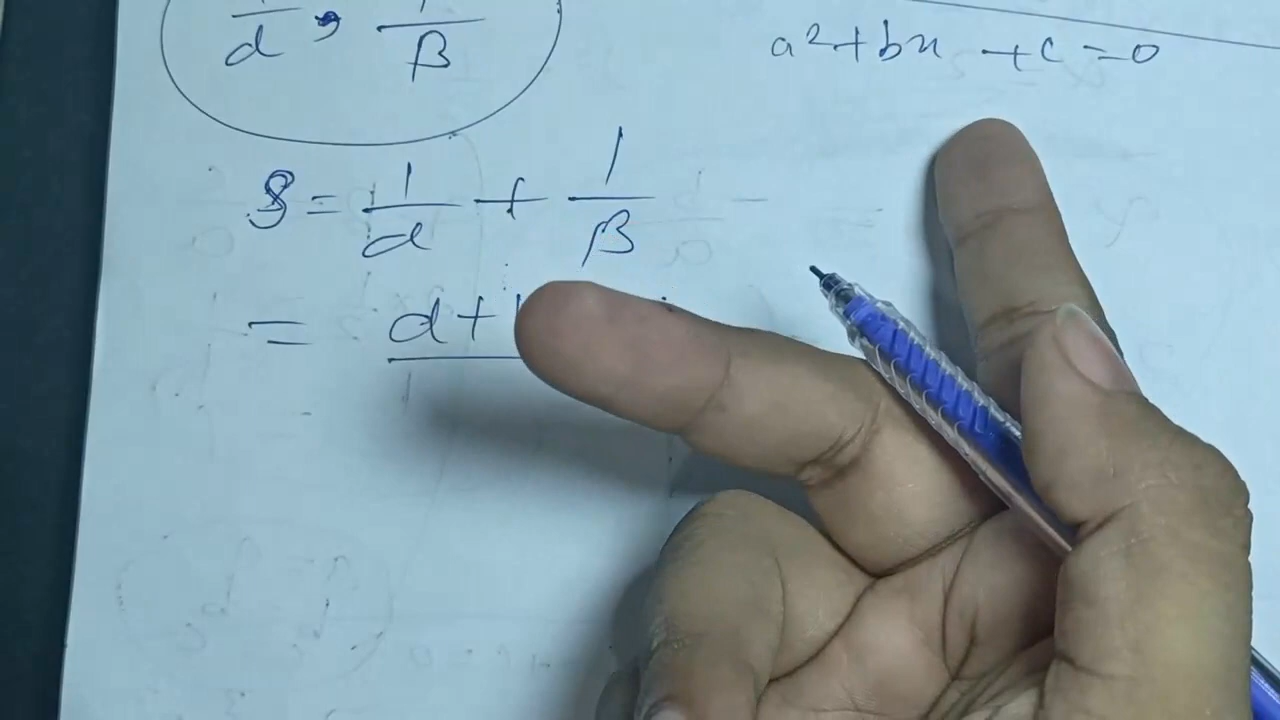 1/α, 1/β
a²+bx +c=0
S = 1/α + 1/β
= α+